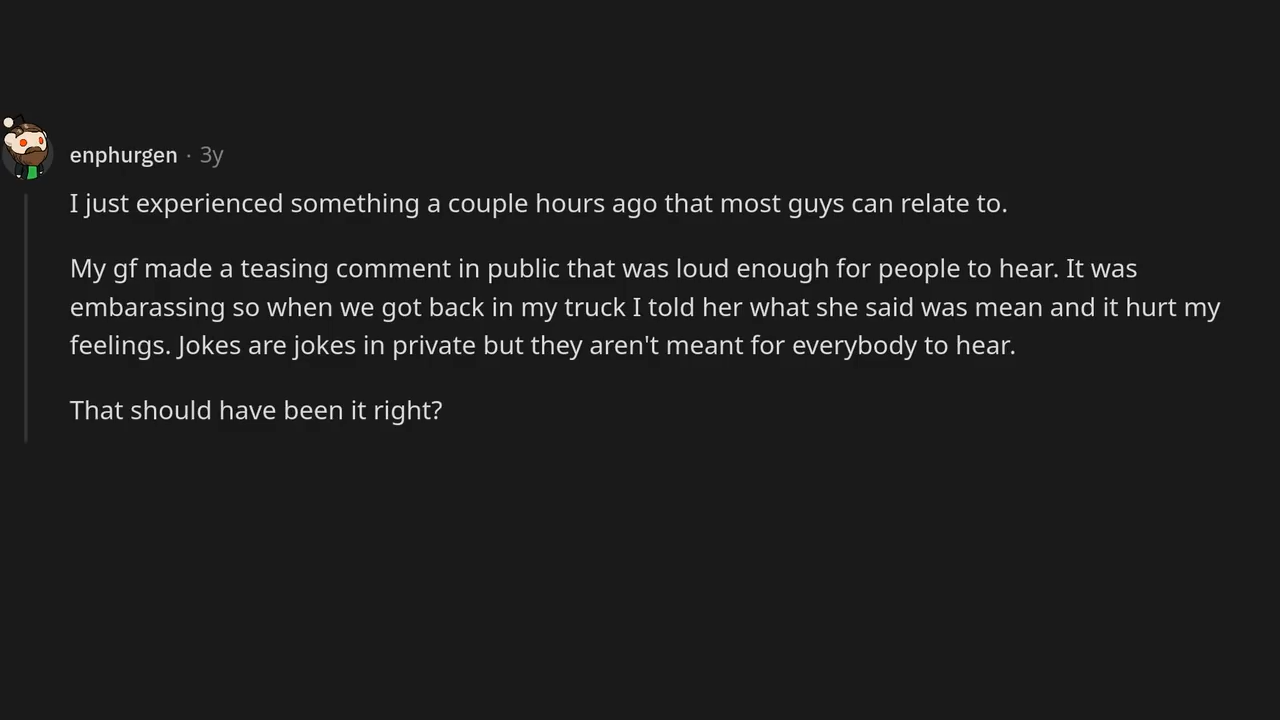 enphurgen · 3y
I just experienced something a couple hours ago that most guys can relate to.
My gf made a teasing comment in public that was loud enough for people to hear. It was
embarassing so when we got back in my truck I told her what she said was mean and it hurt my
feelings. Jokes are jokes in private but they aren't meant for everybody to hear.
That should have been it right?